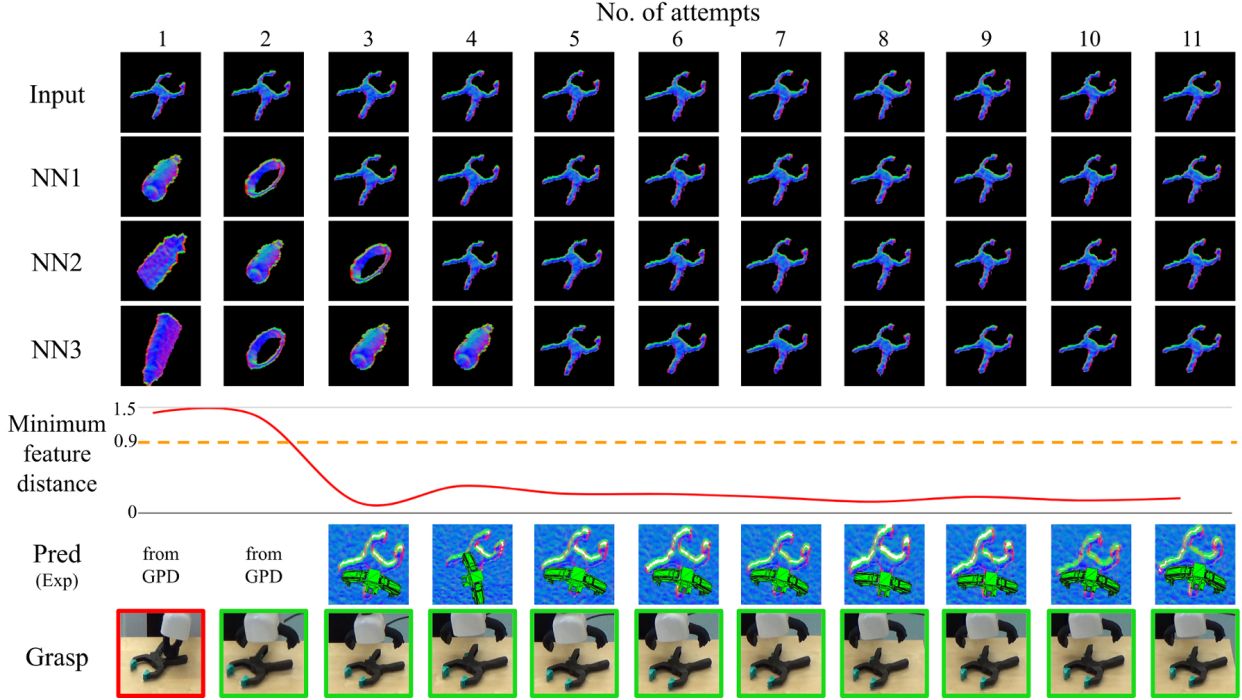 No. of attempts
1 2 3 4 5 6 7 8 9 10 11
Input
NN1
NN2
NN3
Minimum
feature
distance
1.5
0.9
0
Pred
(Exp)
from
GPD
from
GPD
Grasp